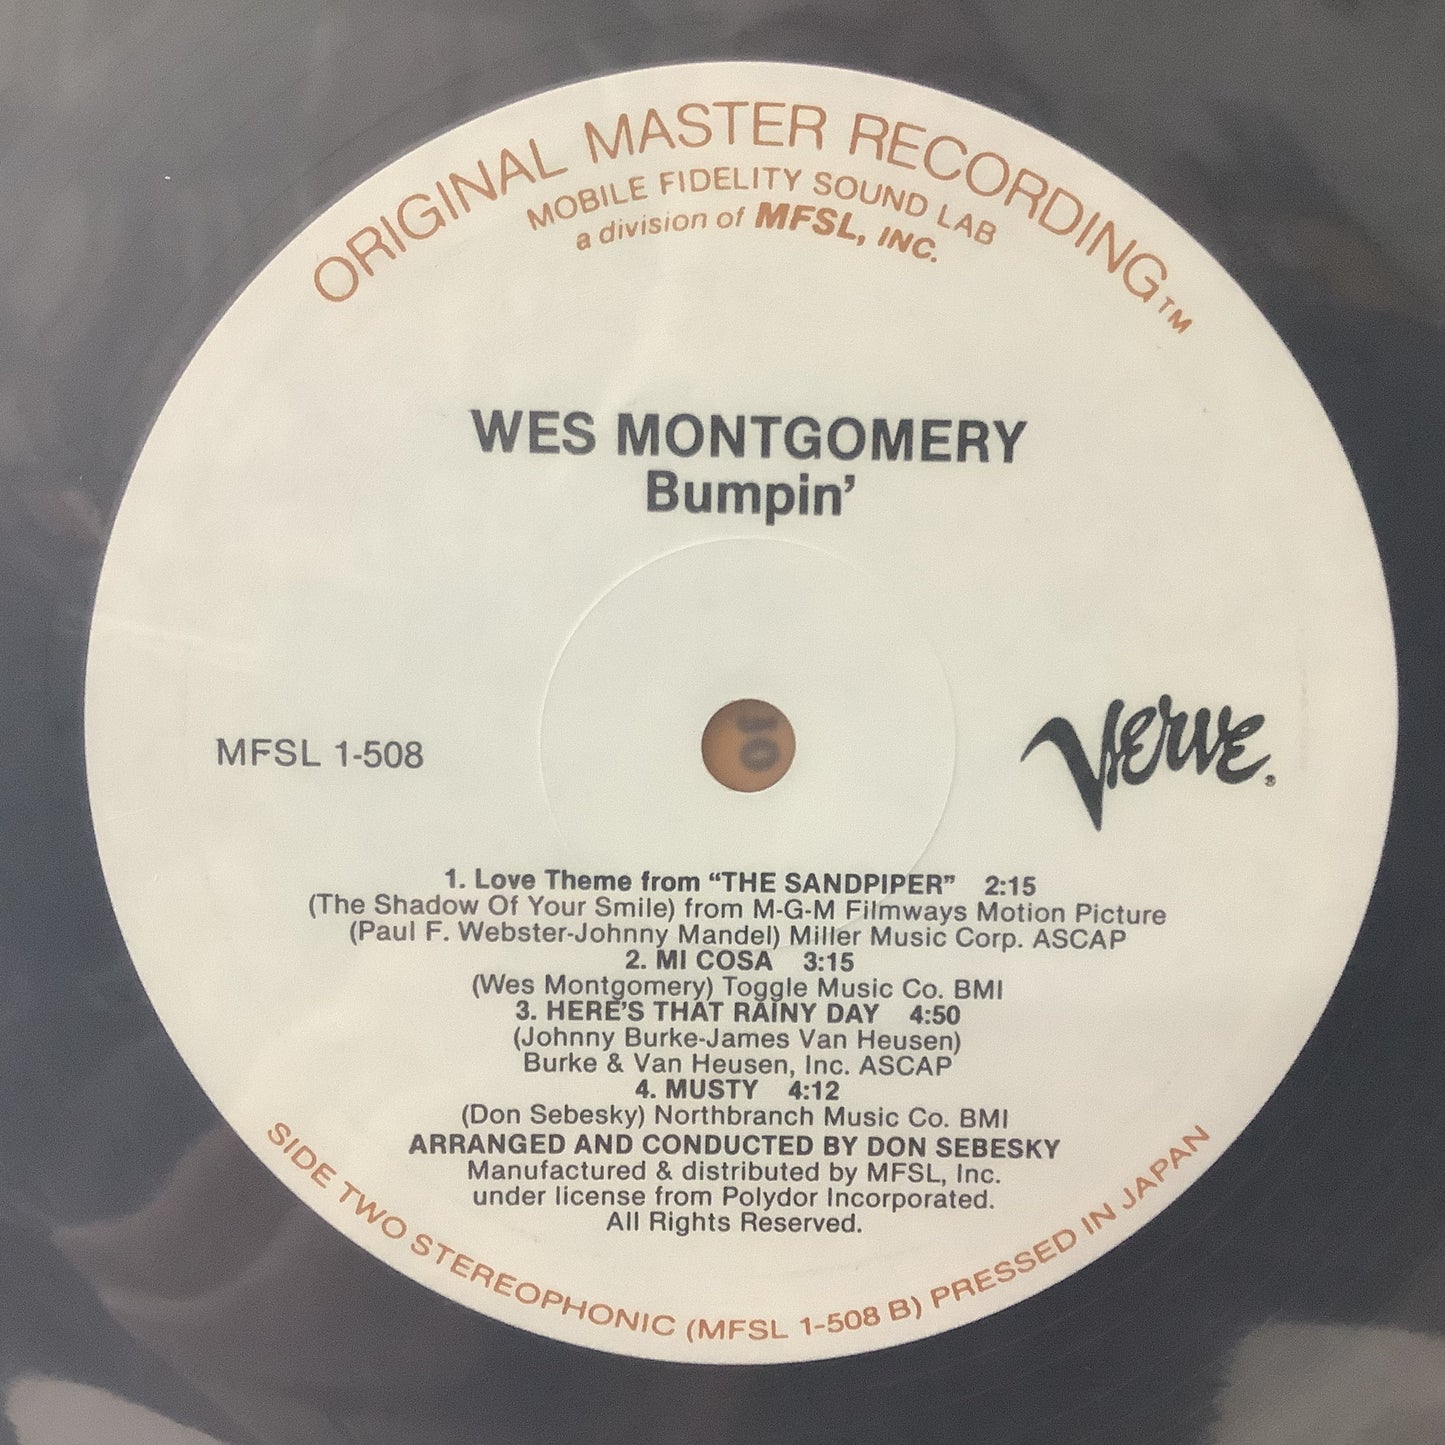 ORIGINAL MASTER RECORDING™
MOBILE FIDELITY SOUND LAB
a division of MFSL, INC.
WES MONTGOMERY
Bumpin’
30
MFSL 1-508
VERVE®
1. Love Theme from “THE SANDPIPER” 2:15
(The Shadow Of Your Smile) from M-G-M Filmways Motion Picture
(Paul F. Webster-Johnny Mandel) Miller Music Corp. ASCAP
2. MI COSA 3:15
(Wes Montgomery) Toggle Music Co. BMI
3. HERE’S THAT RAINY DAY 4:50
(Johnny Burke-James Van Heusen)
Burke & Van Heusen, Inc. ASCAP
4. MUSTY 4:12
(Don Sebesky) Northbranch Music Co. BMI
ARRANGED AND CONDUCTED BY DON SEBESKY
Manufactured & distributed by MFSL, Inc.
under license from Polydor Incorporated.
All Rights Reserved.
SIDE TWO STEREOPHONIC (MFSL 1-508 B) PRESSED IN JAPAN